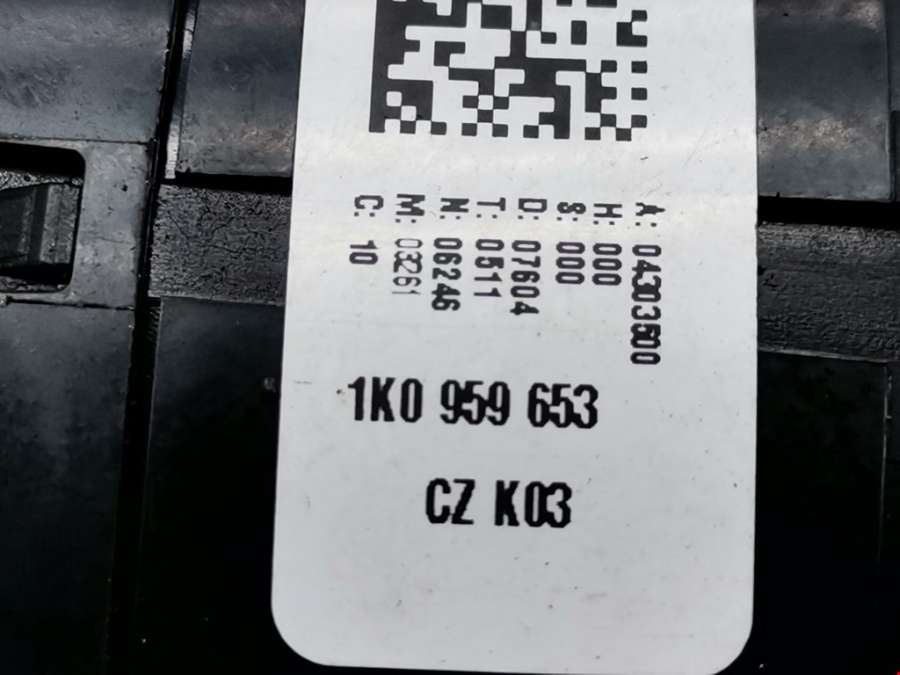 A: 04303500
H: 000
S: 000
D: 07604
T: 0511
N: 06246
M: 03261
C: 10
1K0 959 653
CZ K03